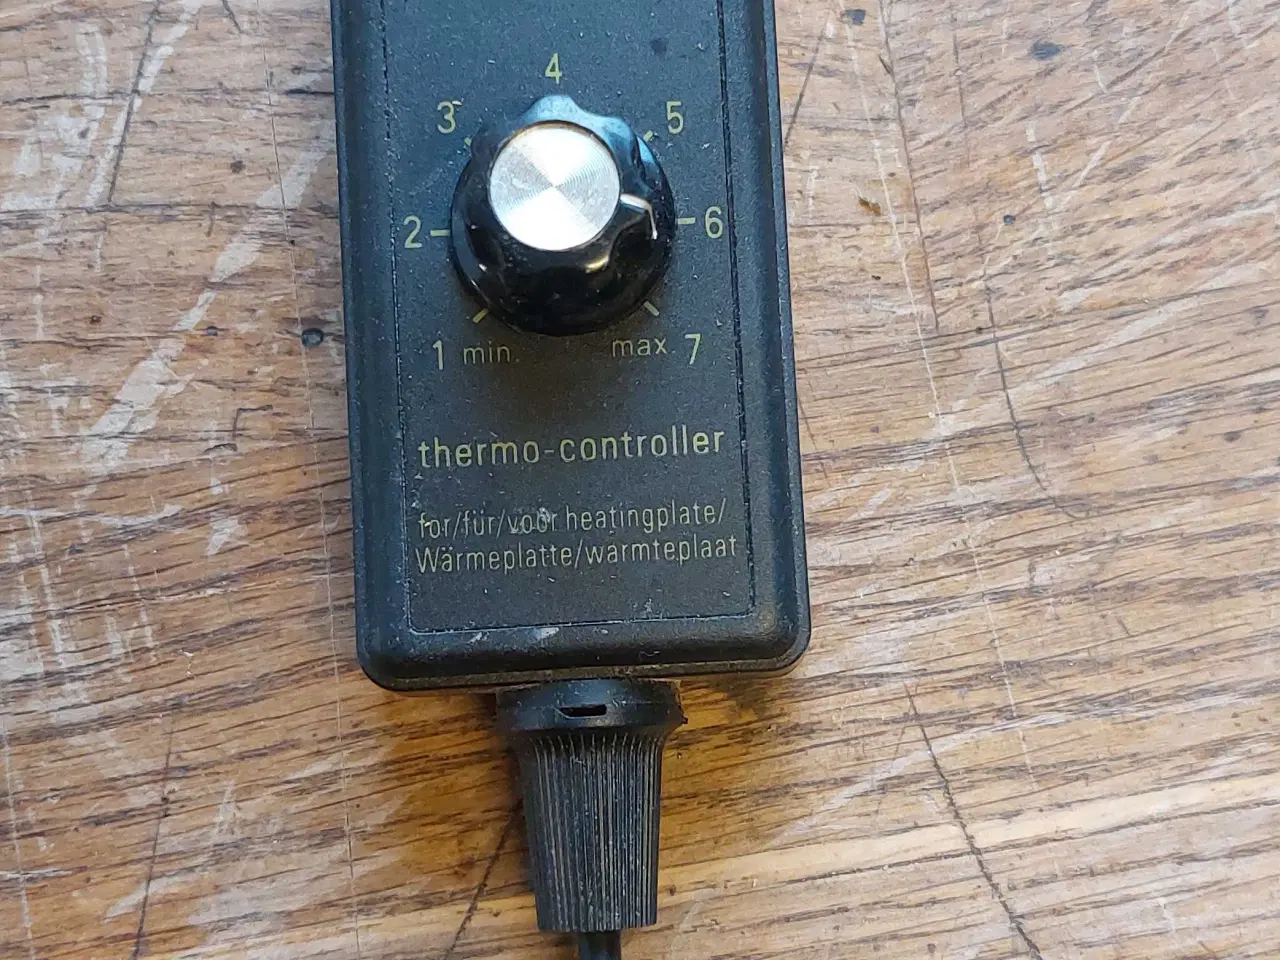 4
3 5
2 6
1 min. max. 7
thermo-controller
for/für/voor heatingplate/
Wärmeplatte/warmteplaat